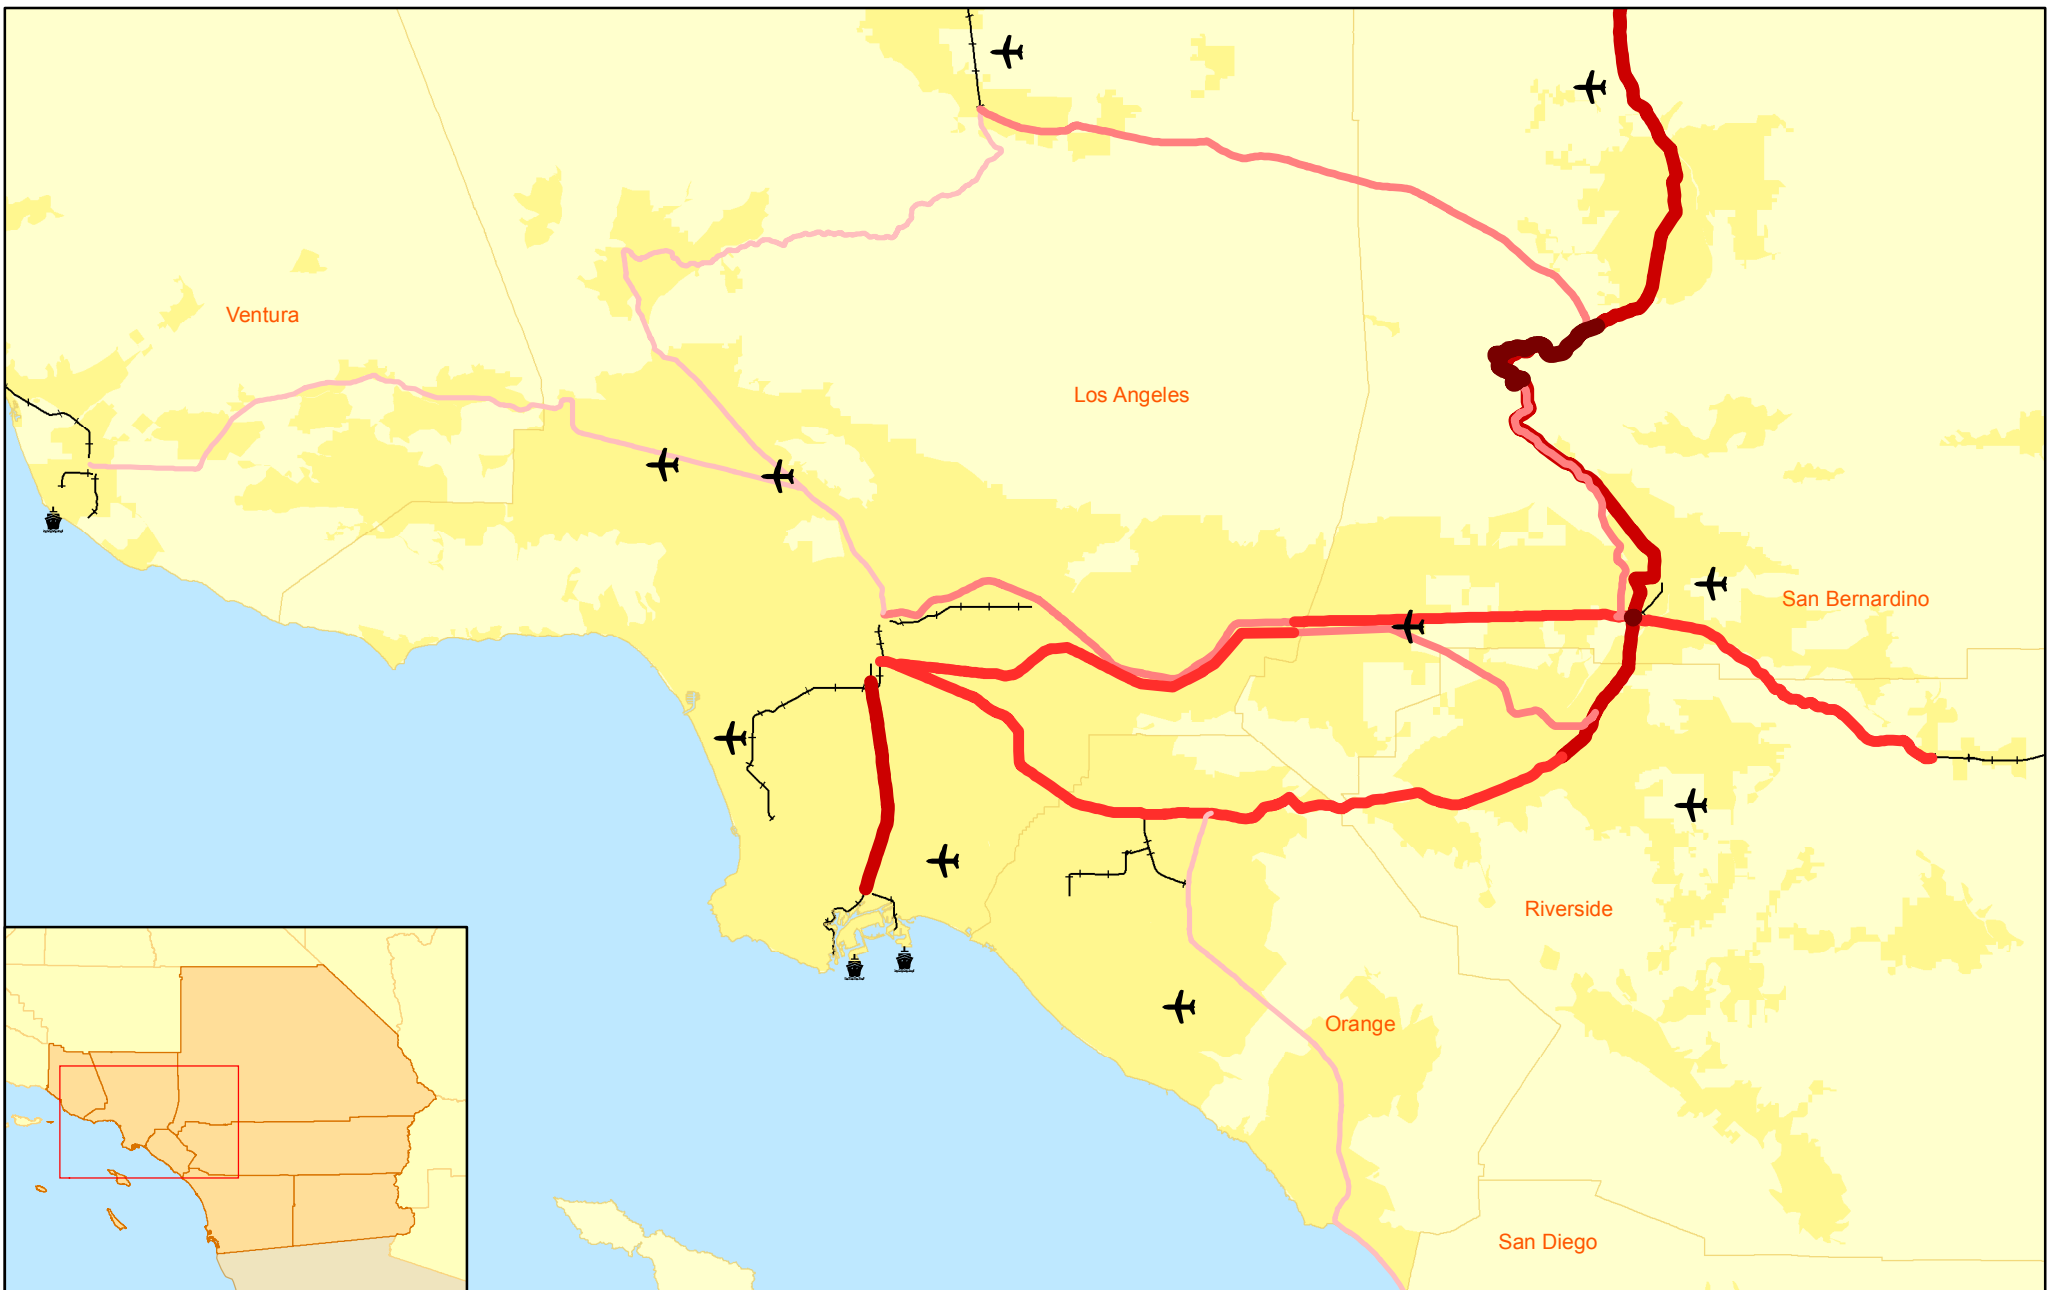 Ventura
Los Angeles
San Bernardino
Riverside
Orange
San Diego